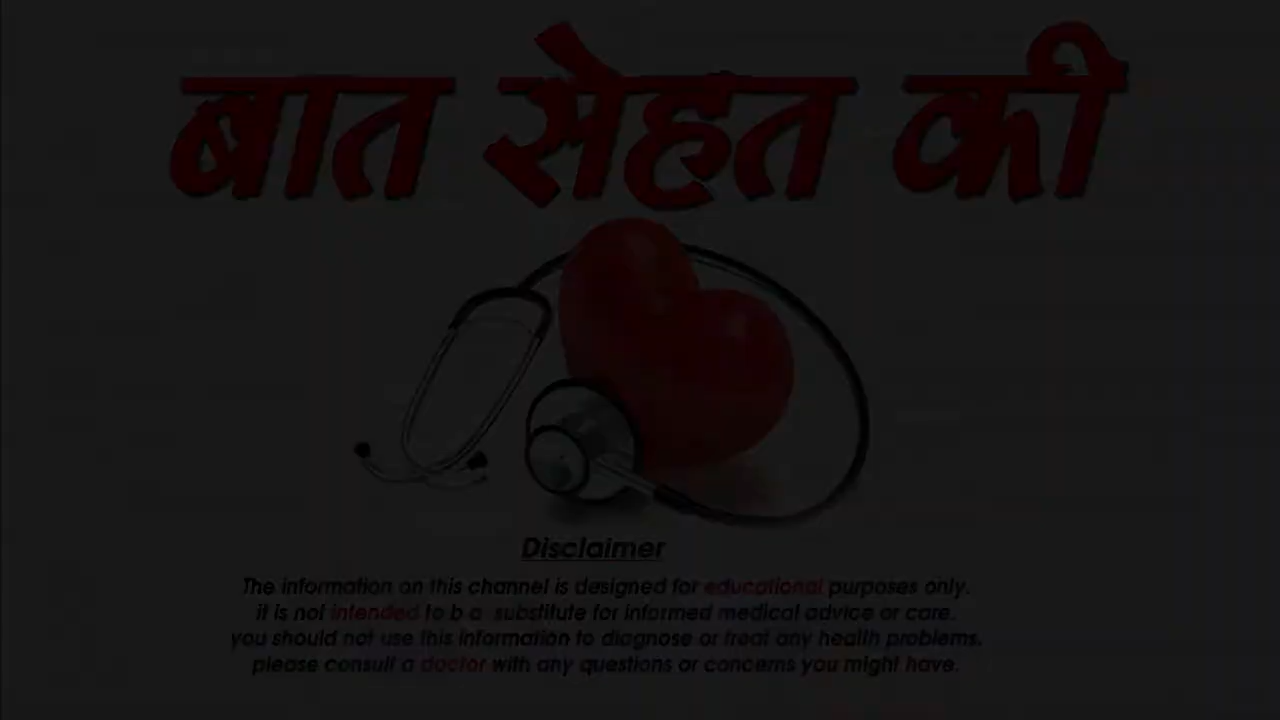 बात सेहत की
Disclaimer
The information on this channel is designed for educational purposes only.
it is not intended to b a substitute for informed medical advice or care.
you should not use this information to diagnose or treat any health problems.
please consult a doctor with any questions or concerns you might have.